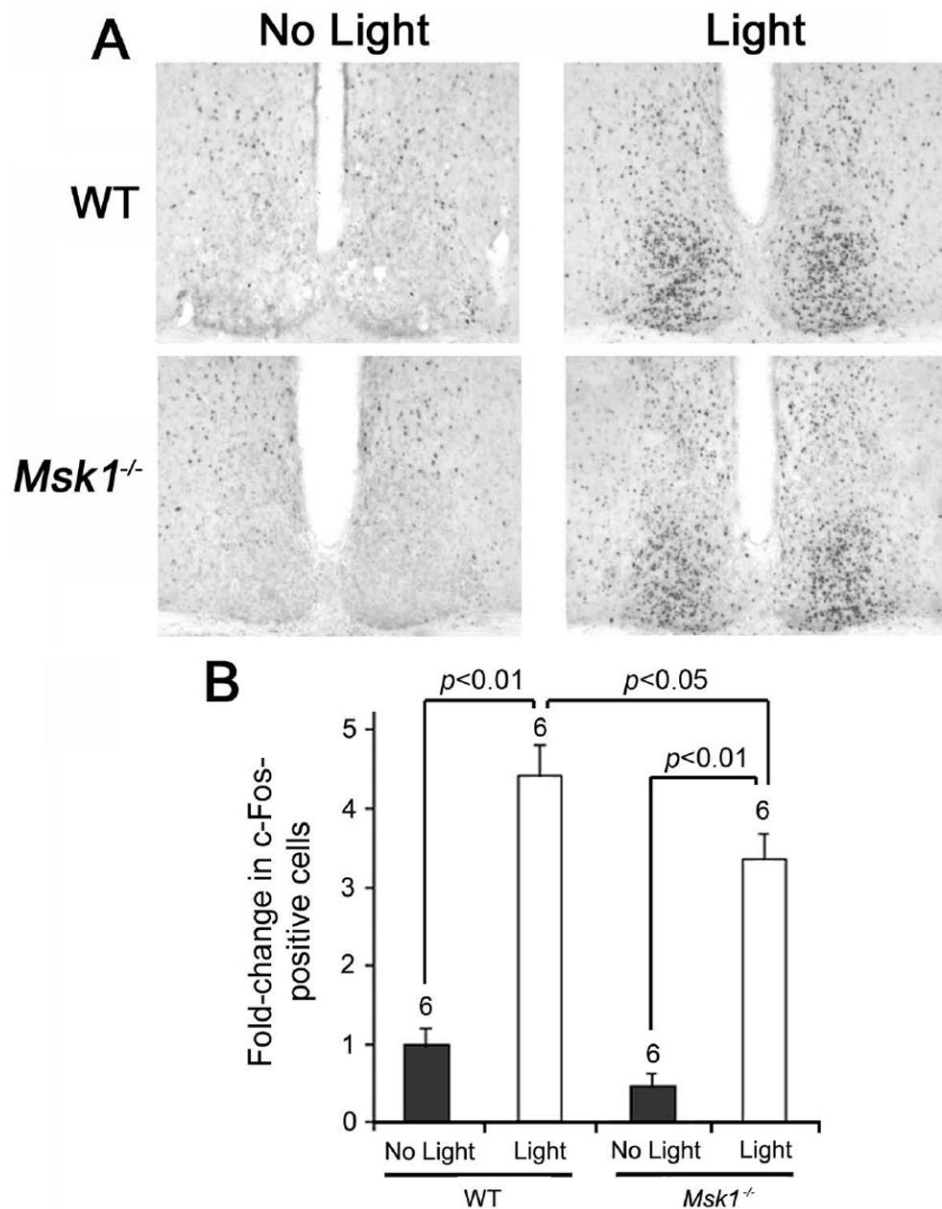 A
No Light
Light
WT
Msk1-/-
B
p<0.01
p<0.05
p<0.01
Fold-change in c-Fos-
positive cells
5
4
3
2
1
0
6
6
6
6
No Light
Light
No Light
Light
WT
Msk1-/-